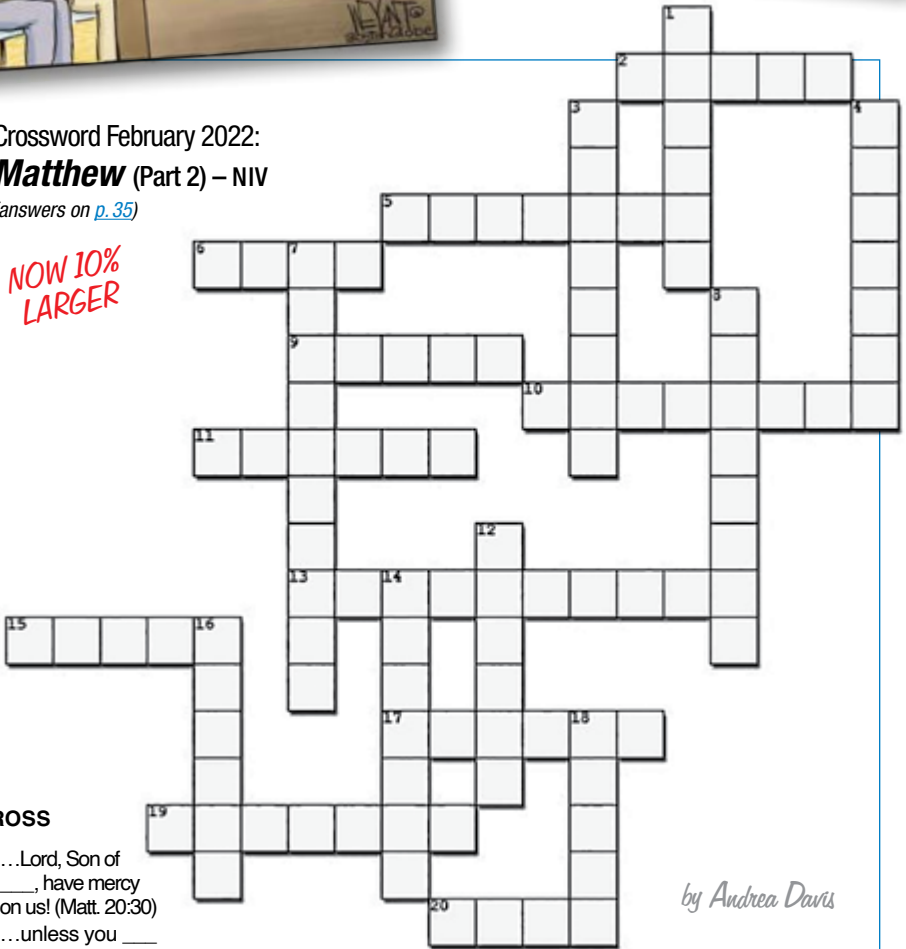 WEYANT©
Crossword February 2022:
Matthew (Part 2) – NIV
answers on p. 35)
NOW 10%
LARGER
1
2
3
4
5
6
7
8
9
10
11
12
13
14
15
16
17
18
19
20
ROSS
…Lord, Son of
___, have mercy
on us! (Matt. 20:30)
…unless you ___
by Andrea Davis